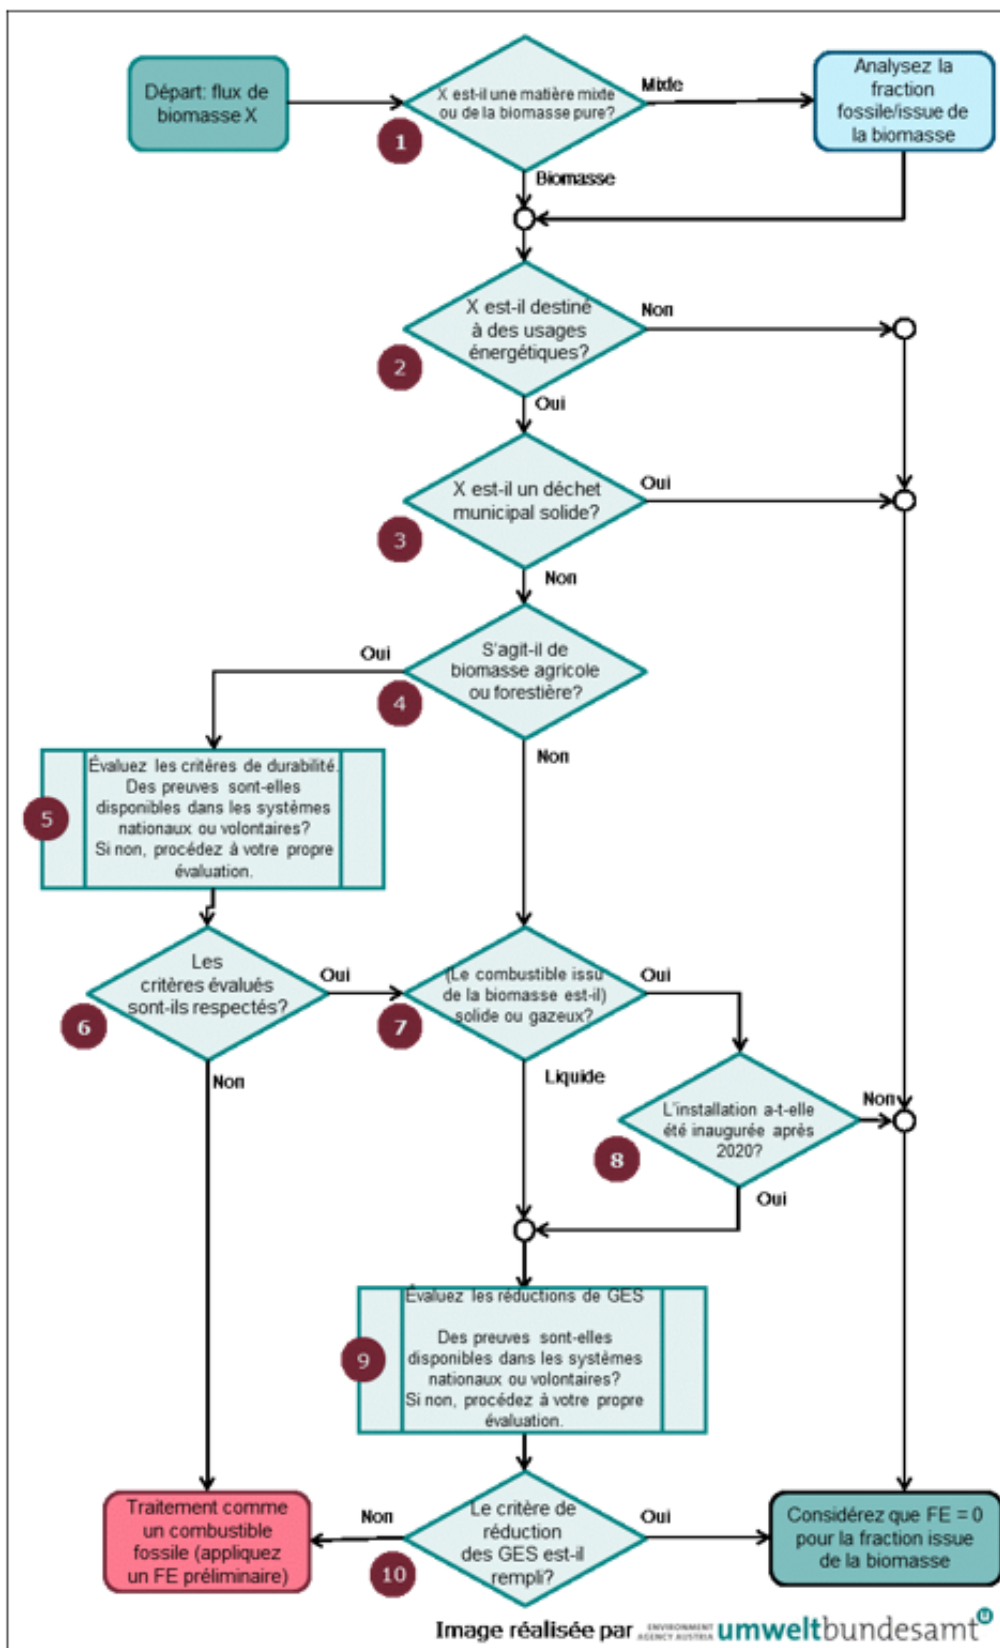 Départ: flux de
biomasse X
X est-il une matière mixte
ou de la biomasse pure?
Mixte
Analysez la
fraction
fossile/issue de
la biomasse
1
Biomasse
X est-il destiné
à des usages
énergétiques?
Non
2
Oui
X est-il un déchet
municipal solide?
Oui
3
Non
S'agit-il de
biomasse agricole
ou forestière?
Oui
4
Non
Évaluez les critères de durabilité.
Des preuves sont-elles
disponibles dans les systèmes
nationaux ou volontaires?
Si non, procédez à votre propre
évaluation.
5
Les
critères évalués
sont-ils respectés?
Oui
6
Non
(Le combustible issu
de la biomasse est-il)
solide ou gazeux?
Oui
7
Liquide
L'installation a-t-elle
été inaugurée après
2020?
Non
8
Oui
Évaluez les réductions de GES
Des preuves sont-elles
disponibles dans les systèmes
nationaux ou volontaires?
Si non, procédez à votre propre
évaluation.
9
Traitement comme
un combustible
fossile (appliquez
un FE préliminaire)
Non
Le critère de
réduction
des GES est-il
rempli?
10
Oui
Considérez que FE = 0
pour la fraction issue
de la biomasse
Image réalisée par ENVIRONMENT AGENCY AUSTRIA umweltbundesamt